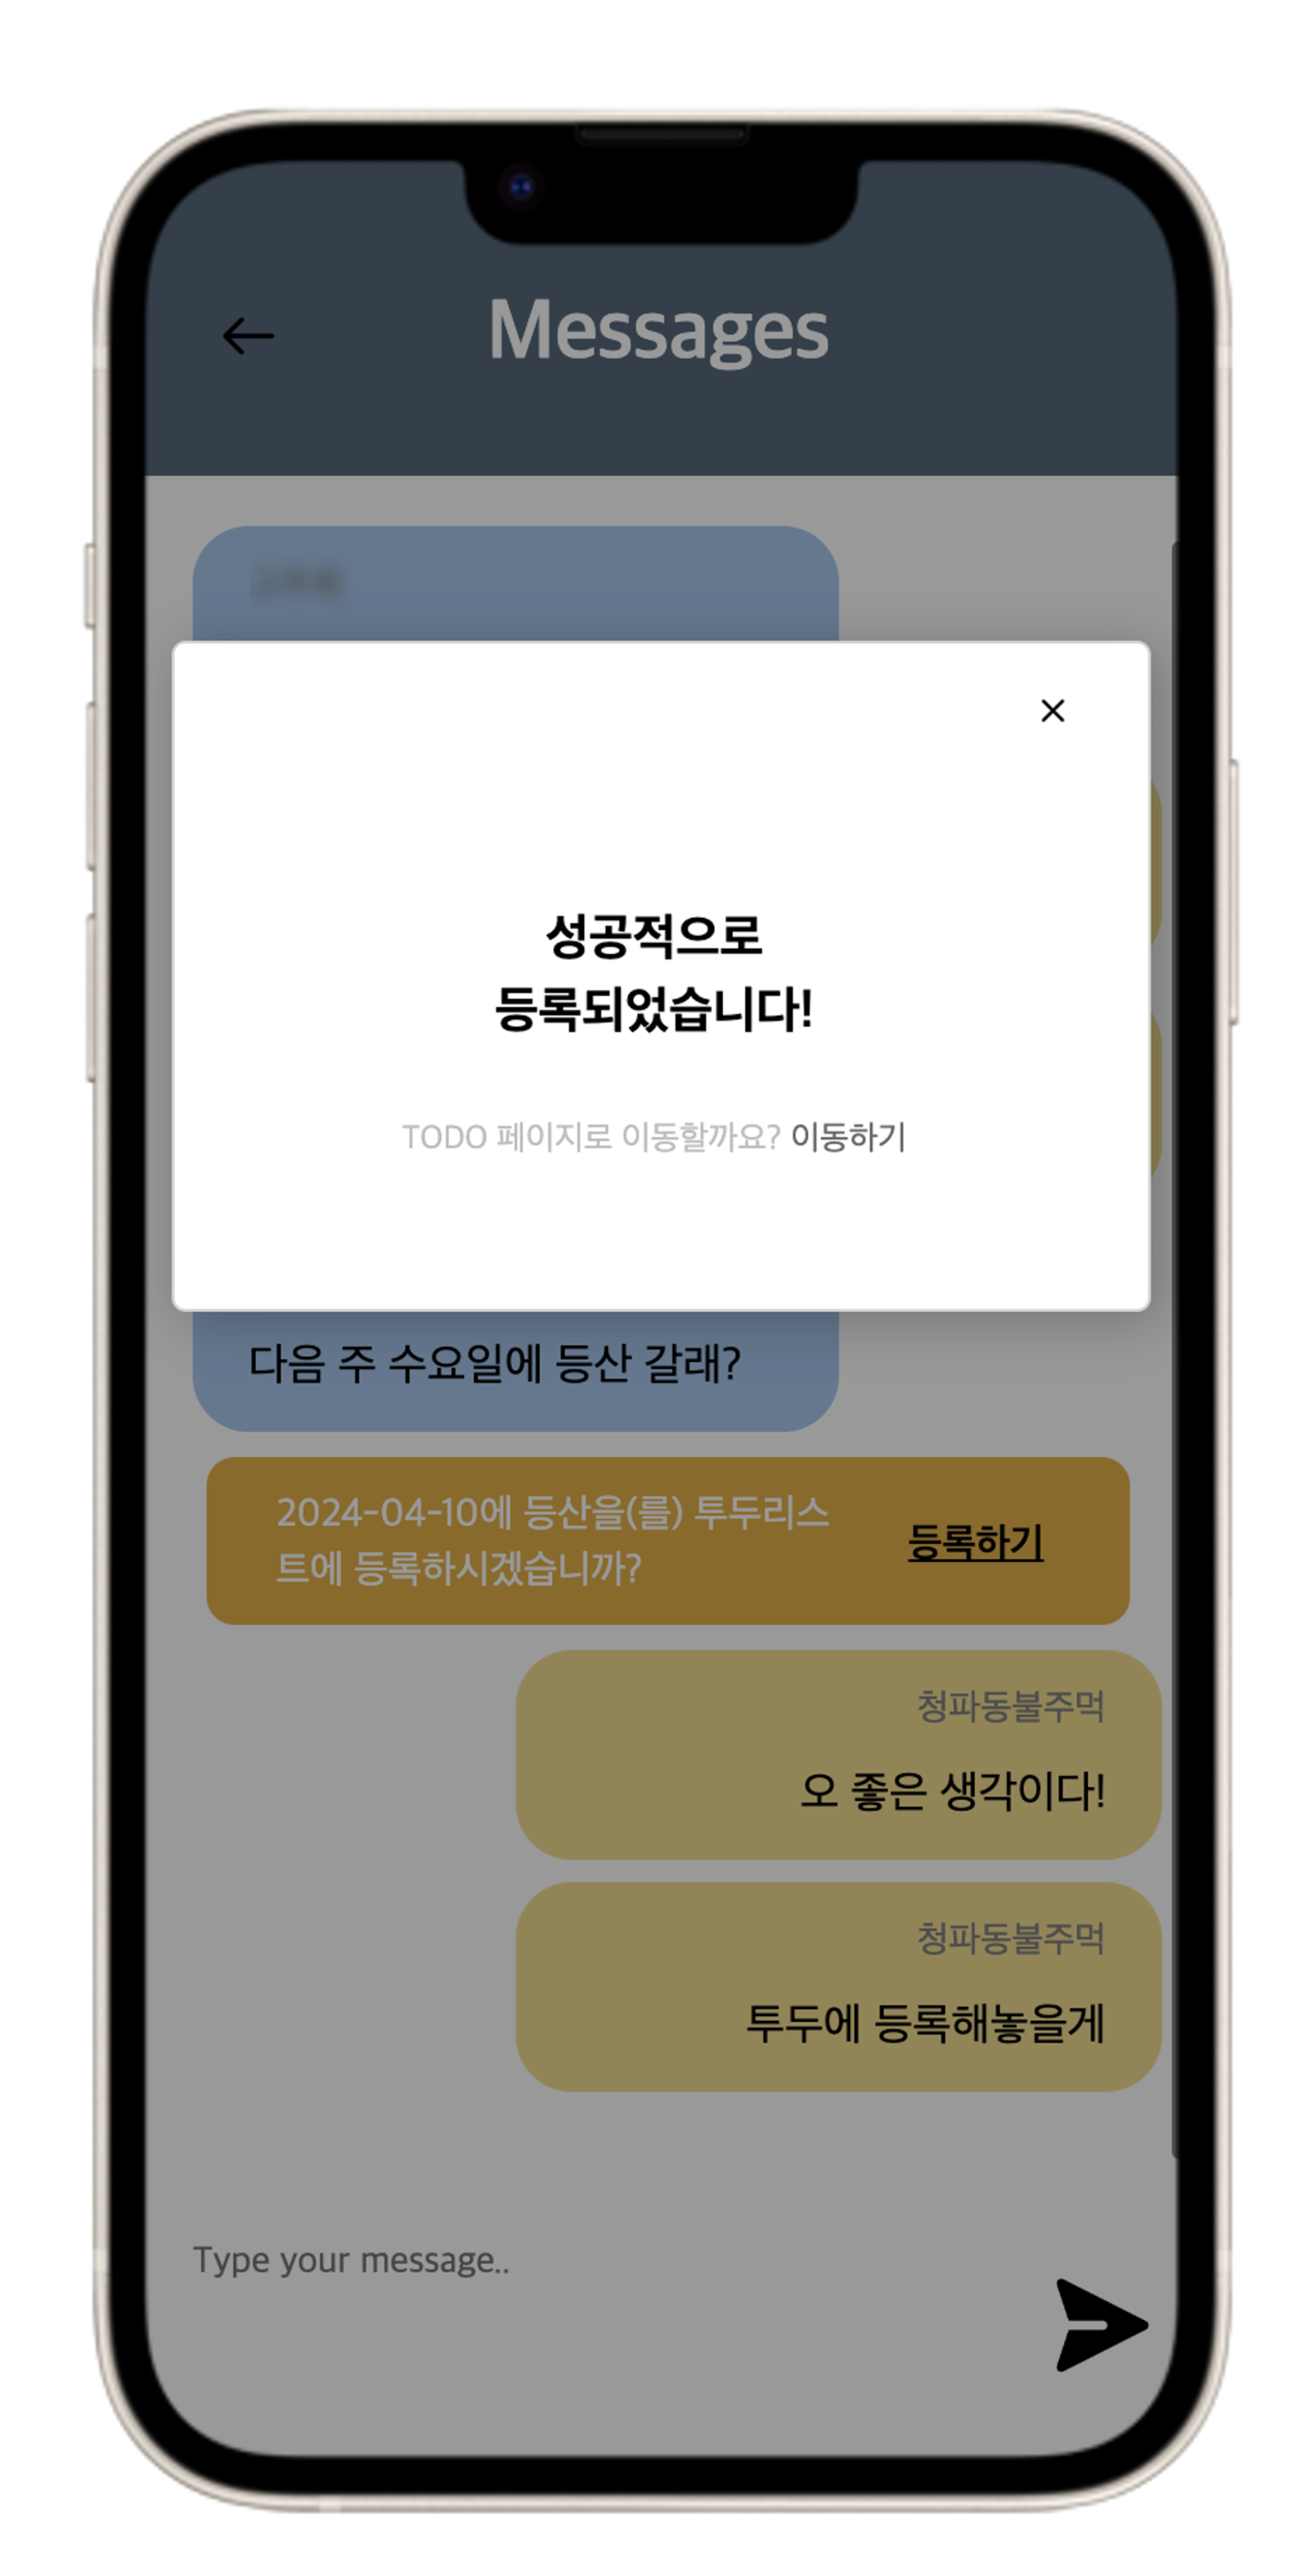 Messages
성공적으로
등록되었습니다!
TODO 페이지로 이동할까요? 이동하기
다음 주 수요일에 등산 갈래?
2024-04-10에 등산을(를) 투두리스
트에 등록하시겠습니까?
등록하기
청파동불주먹
오 좋은 생각이다!
청파동불주먹
투두에 등록해놓을게
Type your message..